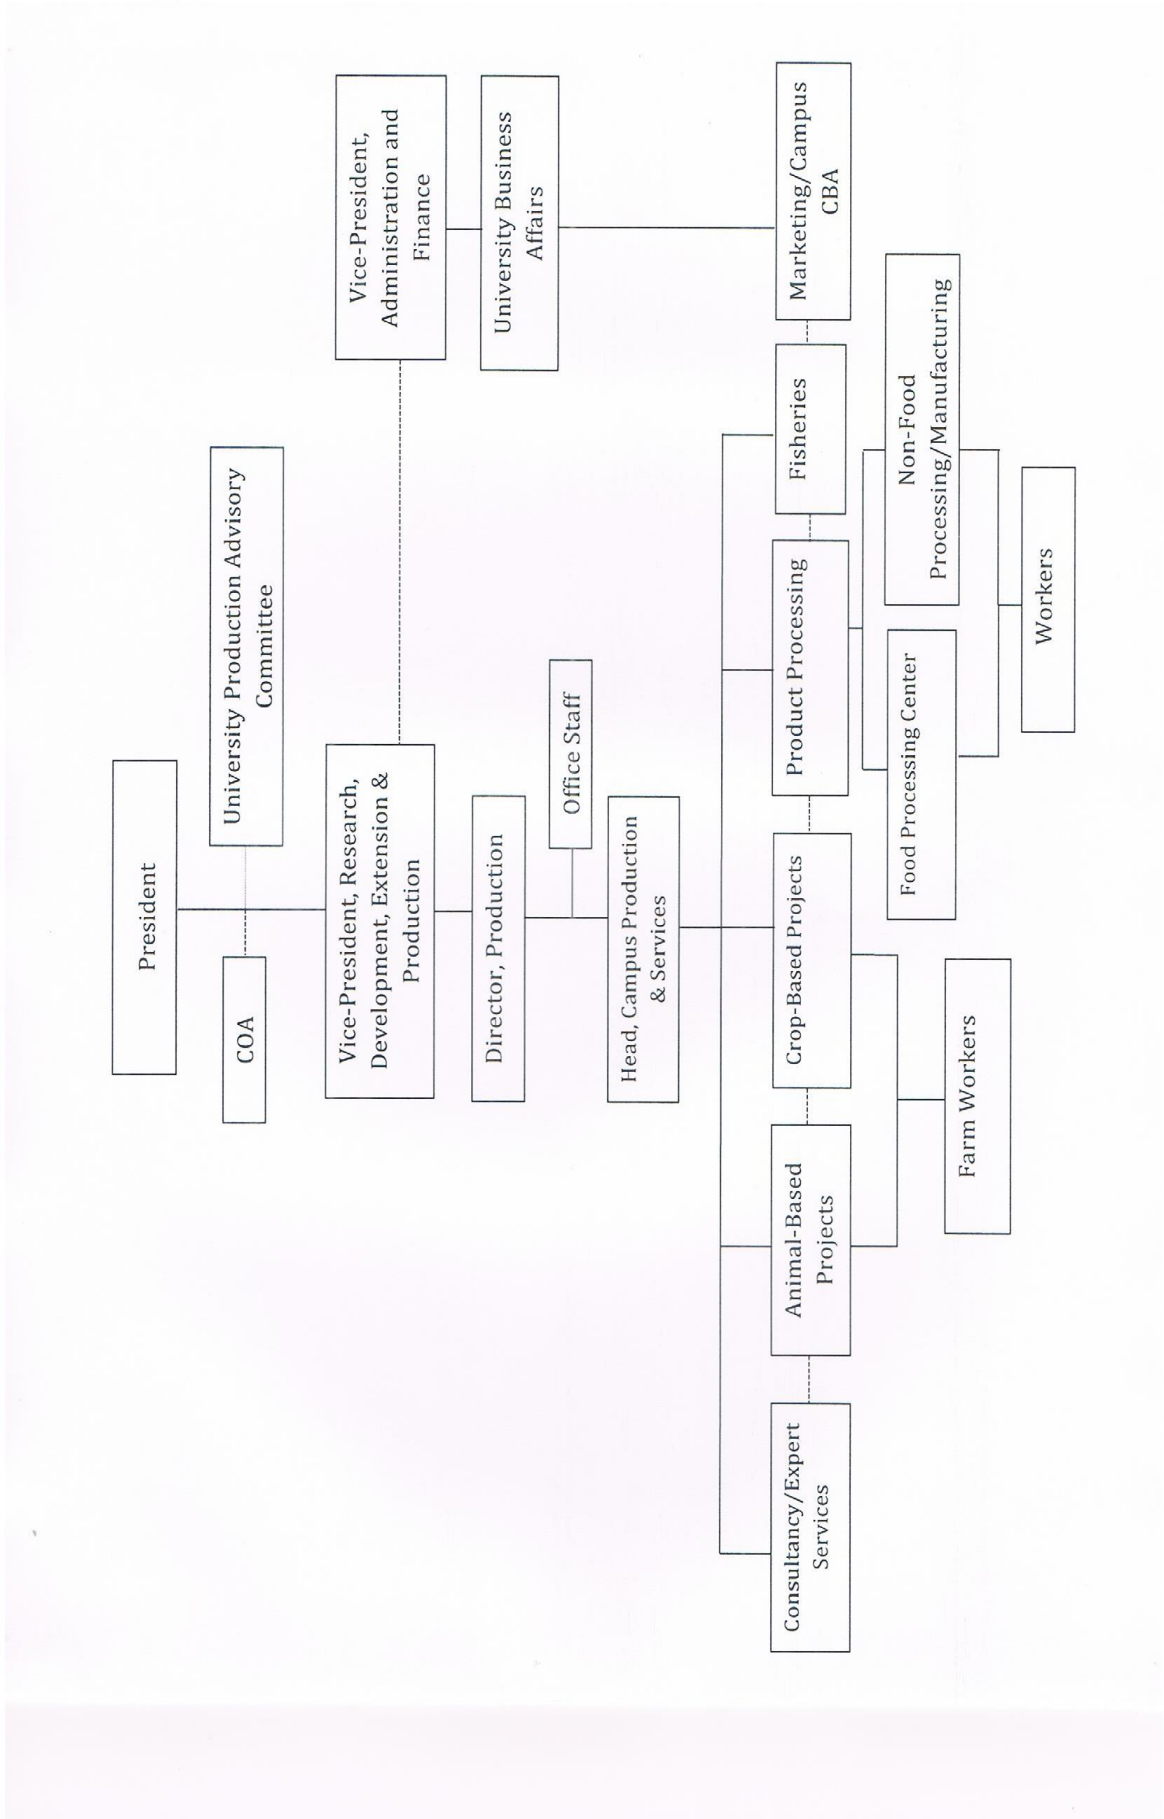 President
COA
University Production Advisory
Committee
Vice-President, Research,
Development, Extension &
Production
Vice-President,
Administration and
Finance
Director, Production
University Business
Affairs
Office Staff
Head, Campus Production
& Services
Consultancy/Expert
Services
Animal-Based
Projects
Crop-Based Projects
Product Processing
Fisheries
Marketing/Campus
CBA
Food Processing Center
Non-Food
Processing/Manufacturing
Farm Workers
Workers